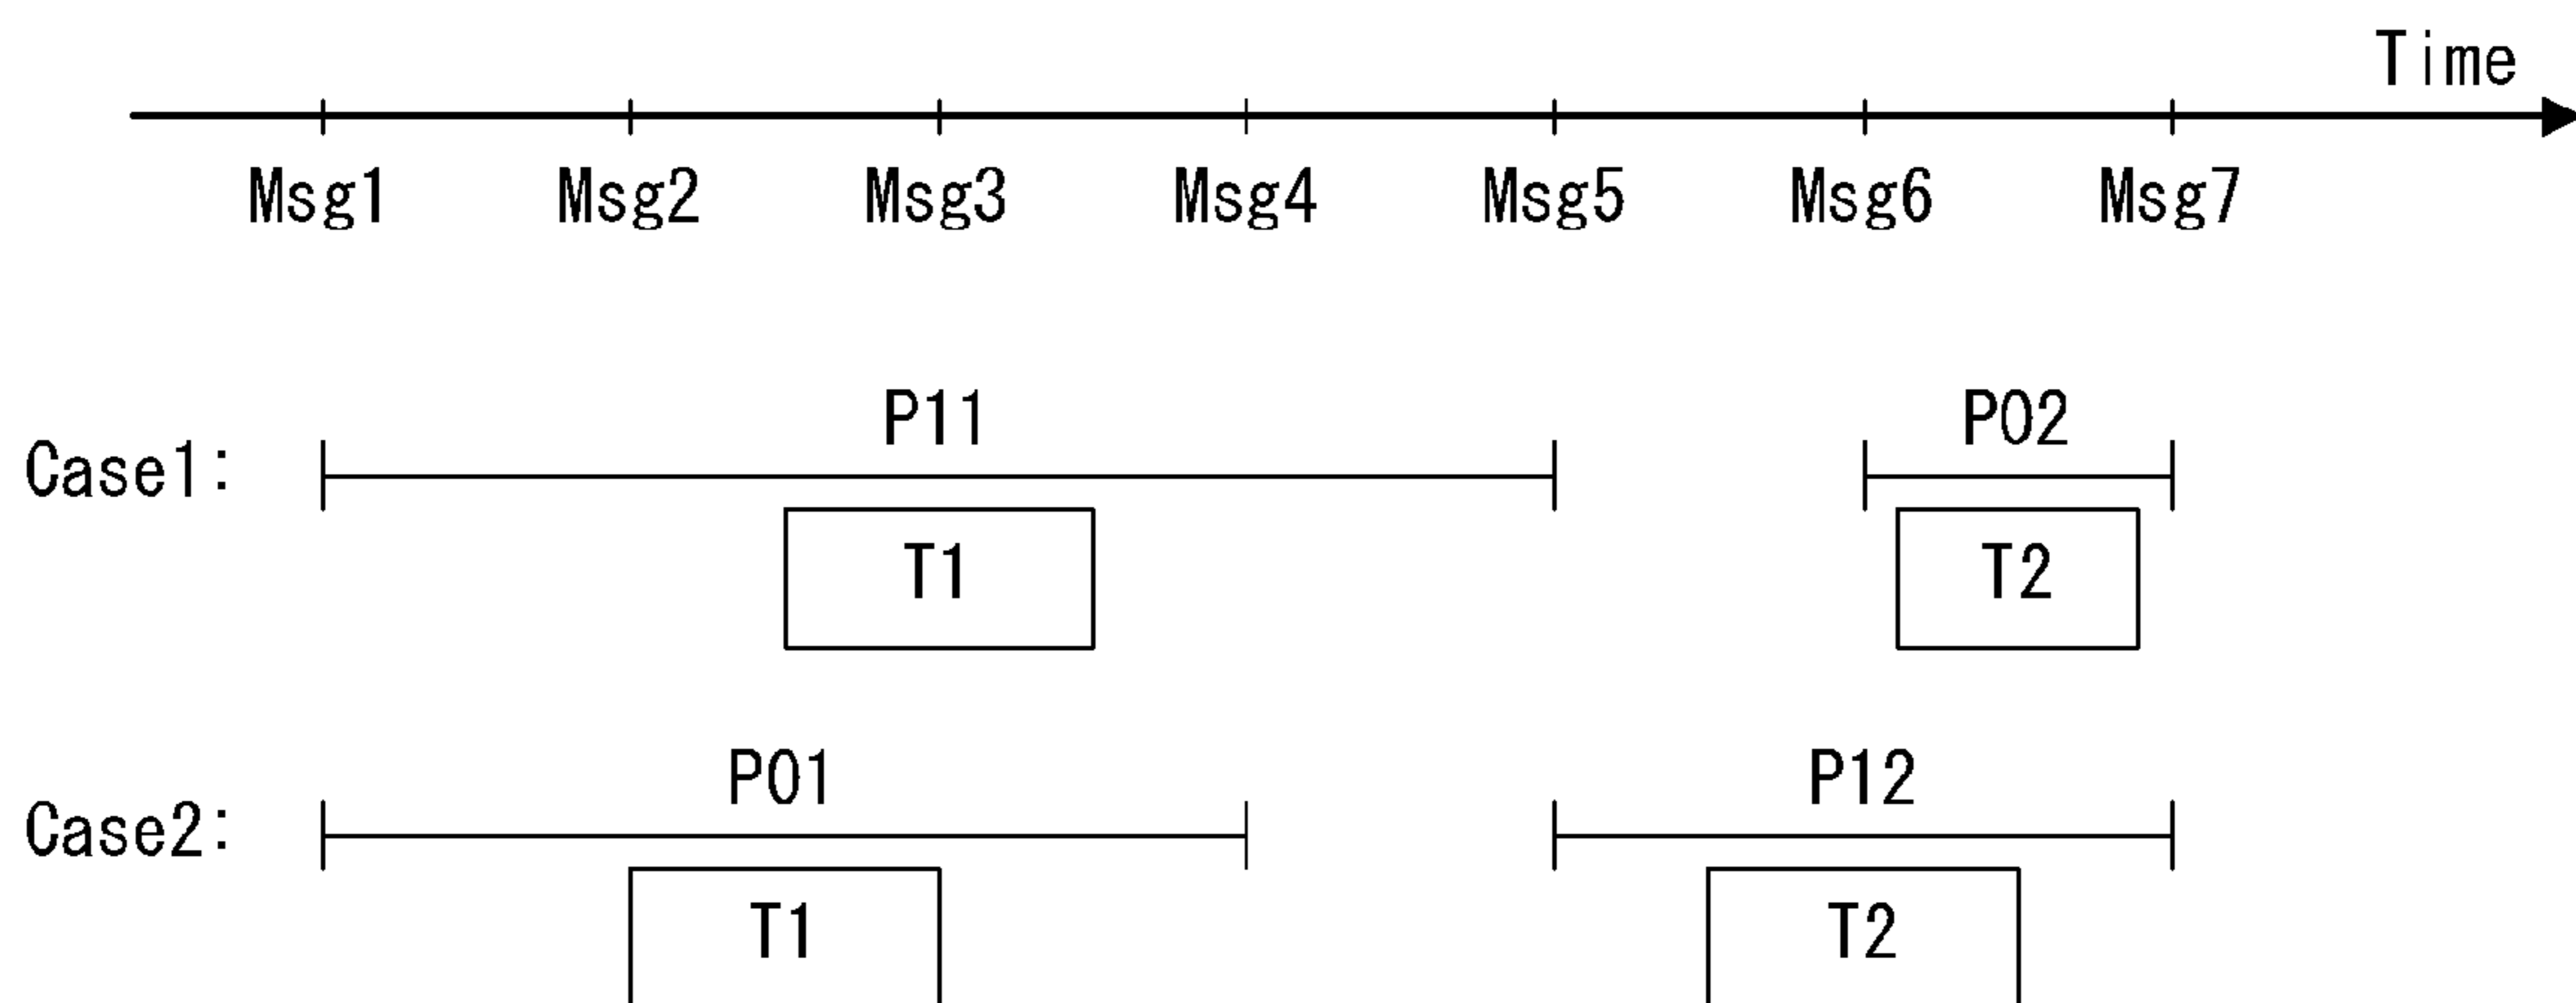 Time
Msg1 Msg2 Msg3 Msg4 Msg5 Msg6 Msg7
P11 P02
Case1:
T1 T2
P01 P12
Case2:
T1 T2